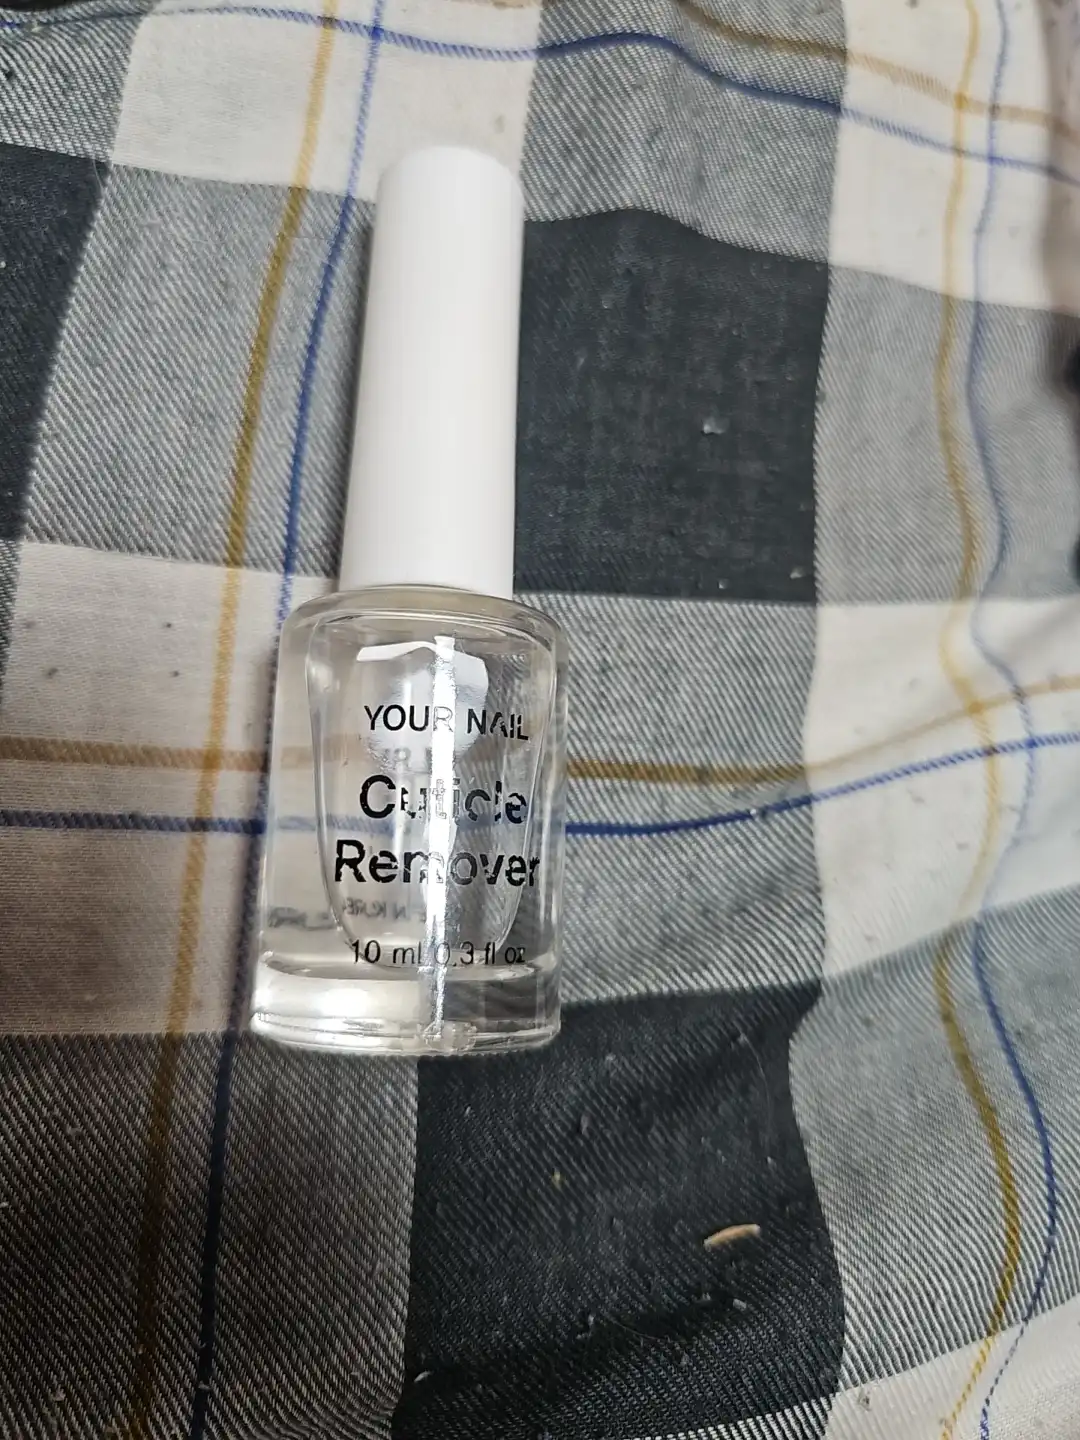 YOUR NAIL
Cuticle
Remover
10 ml 0.3 fl oz